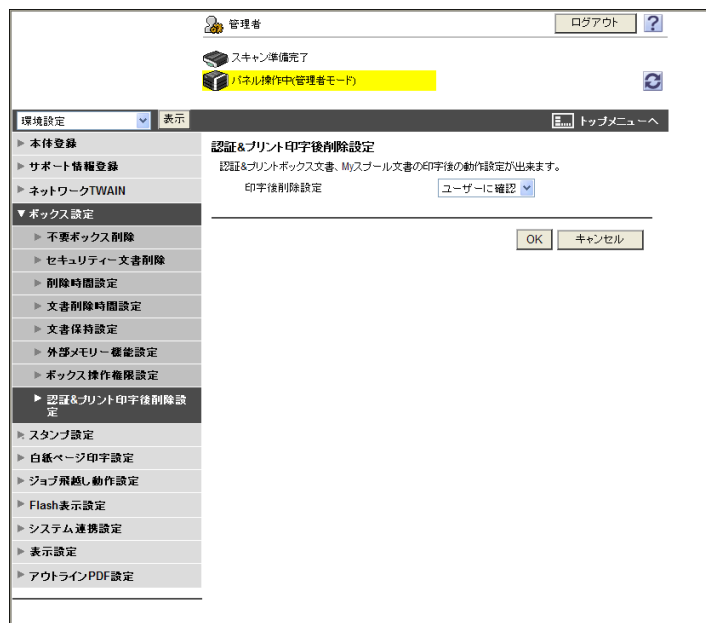 管理者
ログアウト
?
スキャン準備完了
パネル操作中(管理者モード)
環境設定
表示
トップメニューへ
本体登録
サポート情報登録
ネットワークTWAIN
ボックス設定
不要ボックス削除
セキュリティー文書削除
削除時間設定
文書削除時間設定
文書保持設定
外部メモリー機能設定
ボックス操作権限設定
認証&プリント印字後削除設
定
スタンプ設定
白紙ページ印字設定
ジョブ飛越し動作設定
Flash表示設定
システム連携設定
表示設定
アウトラインPDF設定
認証&プリント印字後削除設定
認証&プリントボックス文書、Myスプール文書の印字後の動作設定が出来ます。
印字後削除設定
ユーザーに確認
OK
キャンセル